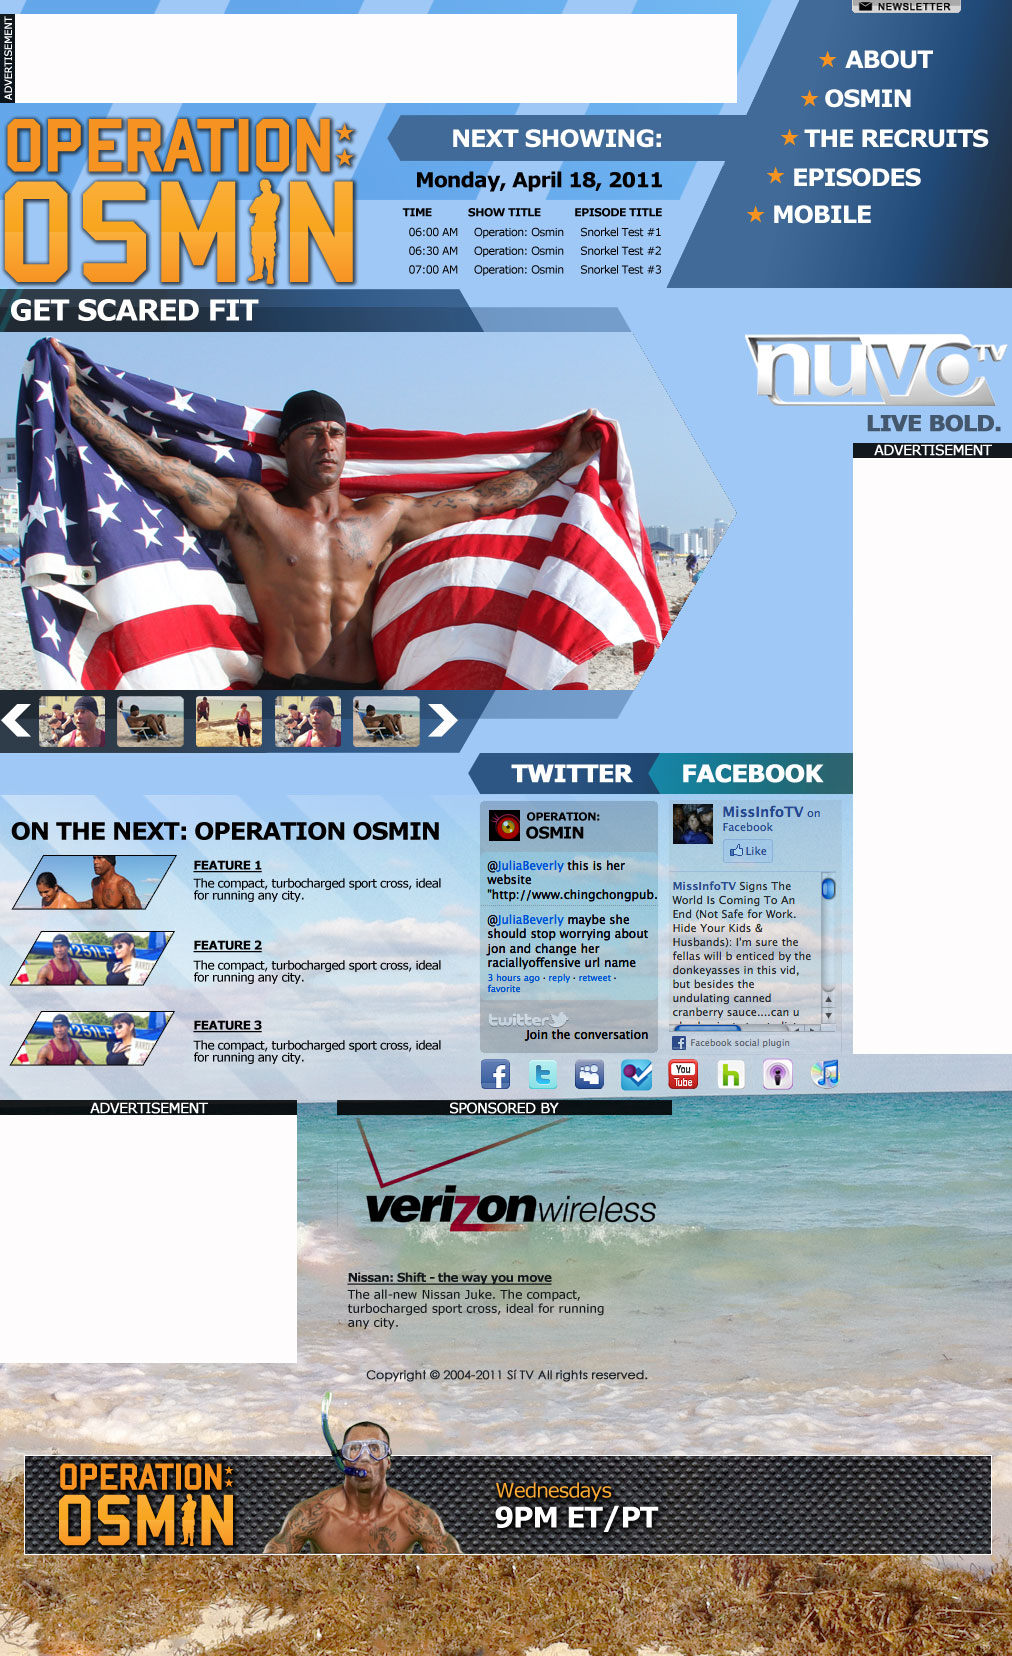 NEWSLETTER
ADVERTISEMENT
ABOUT
OSMIN
THE RECRUITS
EPISODES
MOBILE
OPERATION:
OSMIN
NEXT SHOWING:
Monday, April 18, 2011
TIME SHOW TITLE EPISODE TITLE
06:00 AM Operation: Osmin Snorkel Test #1
06:30 AM Operation: Osmin Snorkel Test #2
07:00 AM Operation: Osmin Snorkel Test #3
GET SCARED FIT
nuvo TV
LIVE BOLD.
ADVERTISEMENT
TWITTER
FACEBOOK
ON THE NEXT: OPERATION OSMIN
FEATURE 1
The compact, turbocharged sport cross, ideal
for running any city.
FEATURE 2
The compact, turbocharged sport cross, ideal
for running any city.
FEATURE 3
The compact, turbocharged sport cross, ideal
for running any city.
OPERATION:
OSMIN
@JuliaBeverly this is her
website
"http://www.chingchongpub.
@JuliaBeverly maybe she
should stop worrying about
jon and change her
raciallyoffensive url name
3 hours ago · reply · retweet ·
favorite
twitter
Join the conversation
MissInfoTV on
Facebook
Like
MissInfoTV Signs The
World Is Coming To An
End (Not Safe for Work.
Hide Your Kids &
Husbands): I'm sure the
fellas will b enticed by the
donkeyasses in this vid,
but besides the
undulating canned
cranberry sauce....can u
Facebook social plugin
You
Tube
ADVERTISEMENT
SPONSORED BY
verizon wireless
Nissan: Shift - the way you move
The all-new Nissan Juke. The compact,
turbocharged sport cross, ideal for running
any city.
Copyright © 2004-2011 Sí TV All rights reserved.
OPERATION:
OSMIN
Wednesdays
9PM ET/PT